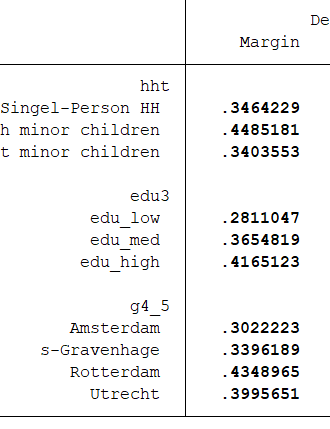 De
Margin
hht
Singel-Person HH .3464229
h minor children .4485181
t minor children .3403553
edu3
edu_low .2811047
edu_med .3654819
edu_high .4165123
g4_5
Amsterdam .3022223
s-Gravenhage .3396189
Rotterdam .4348965
Utrecht .3995651